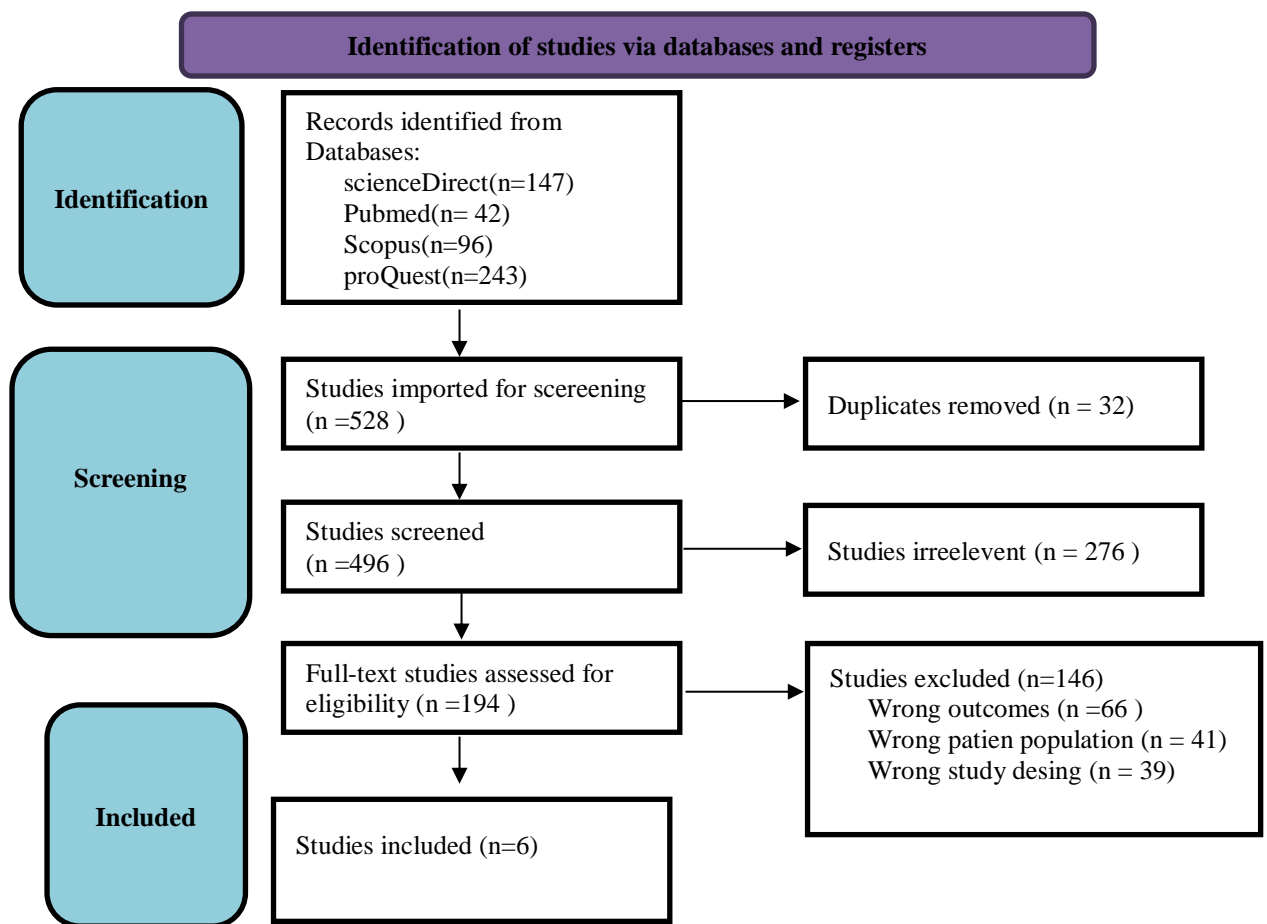 Identification of studies via databases and registers
Identification
Records identified from
Databases:
scienceDirect(n=147)
Pubmed(n= 42)
Scopus(n=96)
proQuest(n=243)
Screening
Studies imported for scereening
(n =528 )
Duplicates removed (n = 32)
Studies screened
(n =496 )
Studies irreelevent (n = 276 )
Full-text studies assessed for
eligibility (n =194 )
Studies excluded (n=146)
Wrong outcomes (n =66 )
Wrong patien population (n = 41)
Wrong study desing (n = 39)
Included
Studies included (n=6)